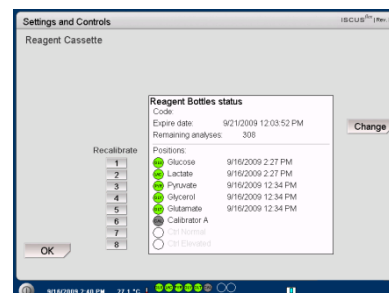 Settings and Controls
ISCUS
Reagent Cassette
Reagent Bottles status
Code:
Expire date: 9/21/2009 12:03:52 PM
Remaining analyses: 308
Change
Recalibrate
Positions:
1
2
3
4
5
6
7
8
Glucose 9/16/2009 2:27 PM
Lactate 9/16/2009 2:27 PM
Pyruvate 9/16/2009 12:34 PM
Glycerol 9/16/2009 12:34 PM
Glutamate 9/16/2009 12:34 PM
Calibrator A
Ctrl Normal
Ctrl Elevated
OK
9/16/2009 2:40 PM 37.1 °C